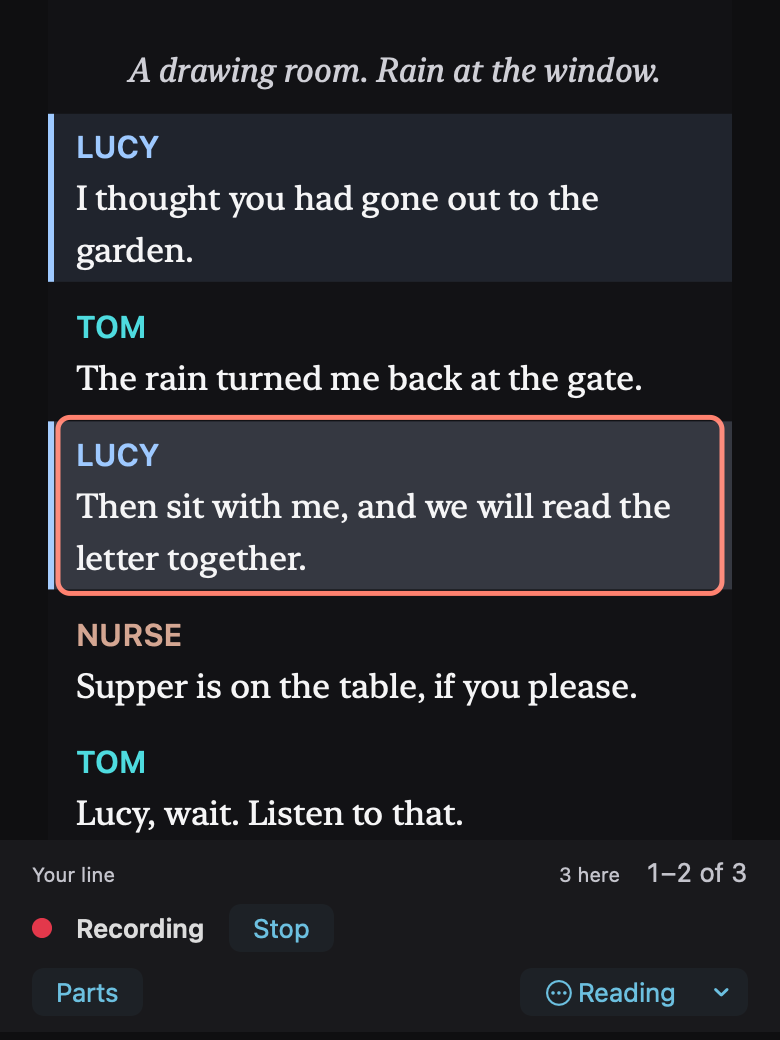 A drawing room. Rain at the window.
LUCY
I thought you had gone out to the
garden.
TOM
The rain turned me back at the gate.
LUCY
Then sit with me, and we will read the
letter together.
NURSE
Supper is on the table, if you please.
TOM
Lucy, wait. Listen to that.
Your line 3 here 1–2 of 3
Recording Stop
Parts Reading